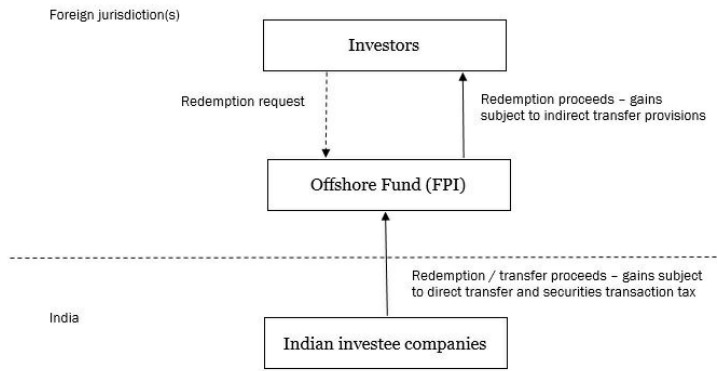 Foreign jurisdiction(s)
Investors
Redemption request
Redemption proceeds – gains
subject to indirect transfer provisions
Offshore Fund (FPI)
Redemption / transfer proceeds – gains subject
to direct transfer and securities transaction tax
India
Indian investee companies